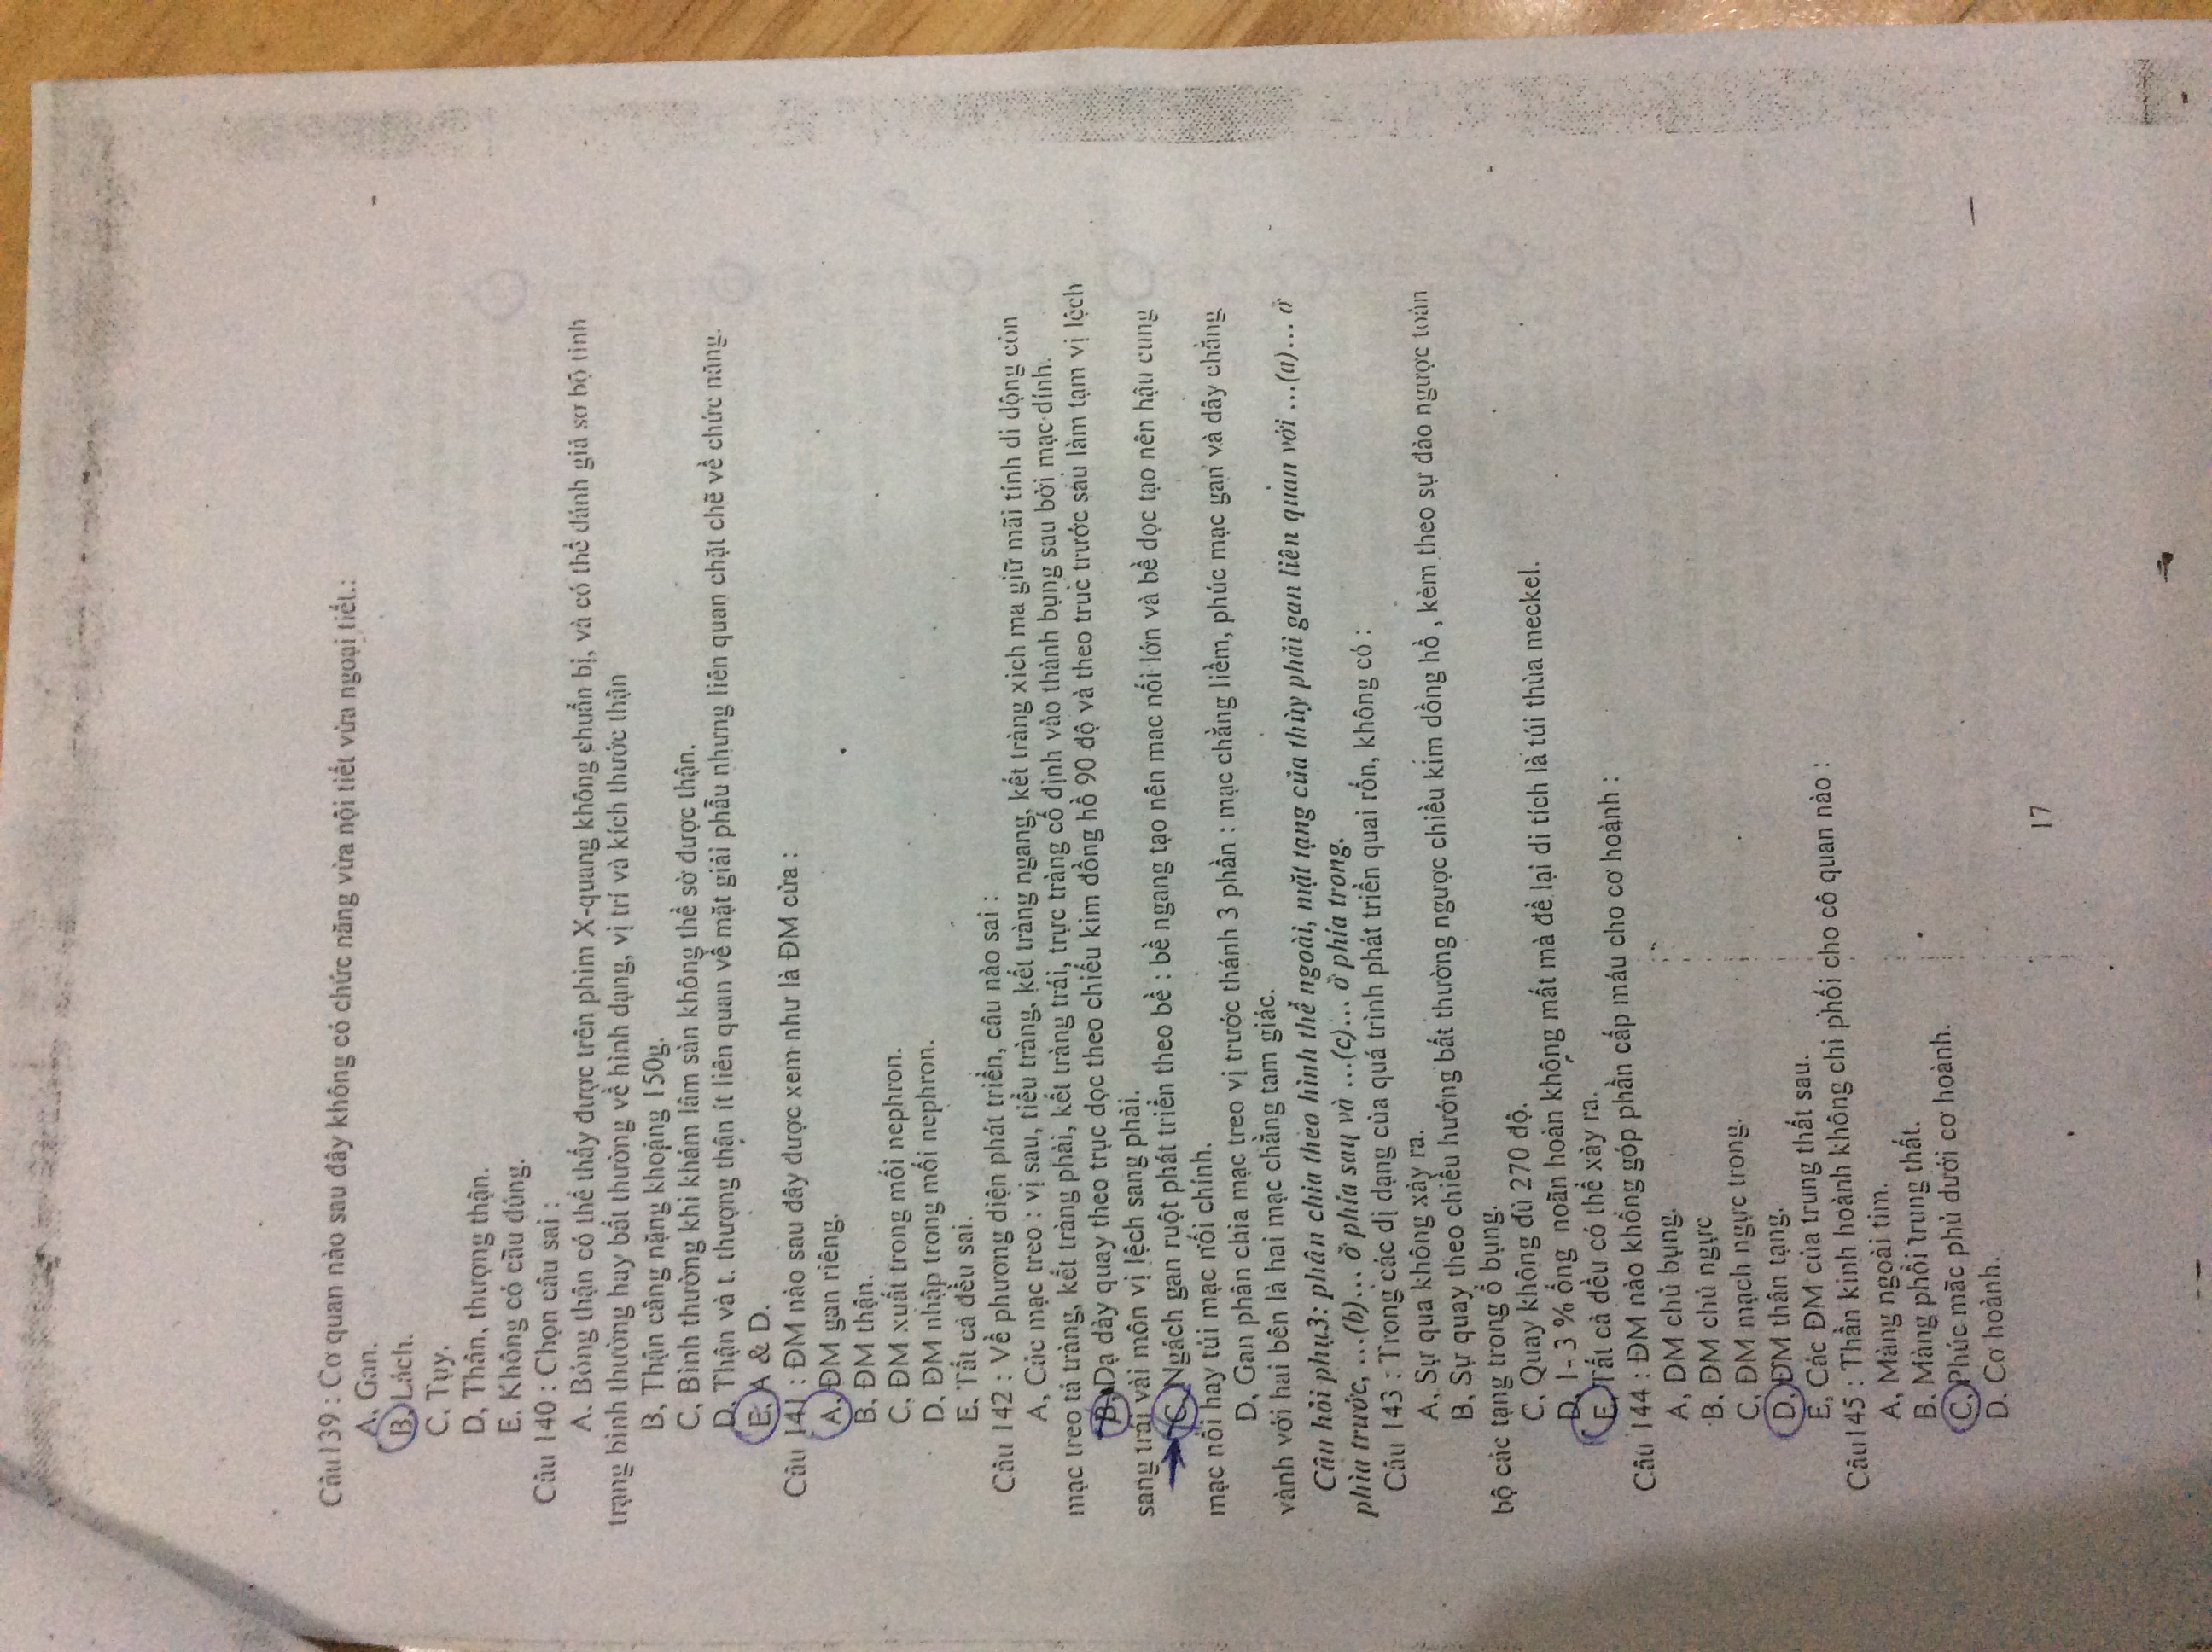 Câu139 : Cơ quan nào sau đây không có chức năng vừa nội tiết vừa ngoại tiết.:
A. Gan.
B. Lách.
C. Tụy.
D, Thân, thượng thận.
E. Không có cầu đúng.
Câu 140 : Chọn câu sai :
A. Bóng thận có thể thấy được trên phim X-quang không chuẩn bị, và có thể đánh giá sơ bộ tình
trạng bình thường hay bất thường về hình dạng, vị trí và kích thước thận
B, Thận câng nặng khoảng 150g.
C, Bình thường khi khám lâm sàn không thể sờ được thận.
D. Thận và t. thượng thận ít liên quan về mặt giải phẫu nhưng liên quan chặt chẽ về chức năng.
E. A & D.
Câu 141 : ĐM nào sau đây được xem như là ĐM cửa :
A. ĐM gan riêng.
B, ĐM thận.
C, ĐM xuất trong mỗi nephron.
D, ĐM nhập trong mỗi nephron.
E, Tất cả đều sai.
Câu 142 : Về phương diện phát triển, câu nào sai :
A, Các mạc treo : vị sau, tiểu tràng, kết tràng ngang, kết tràng xich ma giữ mãi tính di dộng còn
mạc treo tá tràng, kết tràng phải, kết tràng trái, trực tràng cố định vào thành bụng sau bởi mạc dính.
B, Dạ dày quay theo trục dọc theo chiều kim đồng hồ 90 độ và theo truc trước sau làm tạm vị lệch
sang trái vài môn vị lệch sang phải.
C, Ngách gan ruột phát triển theo bề : bề ngang tạo nên mac nối lớn và bề dọc tạo nên hậu cung
mạc nối hay túi mạc nối chính.
D, Gan phân chia mạc treo vị trước thánh 3 phần : mạc chằng liềm, phúc mạc gan và dây chằng
vành với hai bên là hai mạc chằng tam giác.
Câu hỏi phụ3: phân chia theo hình thể ngoài, mặt tạng của thùy phải gan liên quan với ...(a)... ở
phìa trước, ...(b)... ở phía sau và ...(c)... ở phía trong.
Câu 143 : Trong các dị dạng của quá trình phát triển quai rốn, không có :
A, Sự qua không xảy ra.
B, Sự quay theo chiều hướng bất thường ngược chiều kim dồng hồ , kèm theo sự đảo ngược toàn
bộ các tạng trong ổ bụng.
C, Quay không đủ 270 độ.
D, 1- 3 % ống noãn hoàn không mất mà để lại di tích là túi thừa meckel.
E, Tất cả đều có thể xảy ra.
Câu 144 : ĐM nào không góp phần cấp máu cho cơ hoành :
A, ĐM chủ bụng.
B, ĐM chủ ngực
C, ĐM mạch ngực trong.
D, ĐM thân tạng.
E, Các ĐM của trung thất sau.
Câu145 : Thần kinh hoành không chi phối cho cô quan nào :
A, Màng ngoài tim.
B. Màng phổi trung thất.
C, Phúc mãc phủ dưới cơ hoành.
D. Cơ hoành.
17